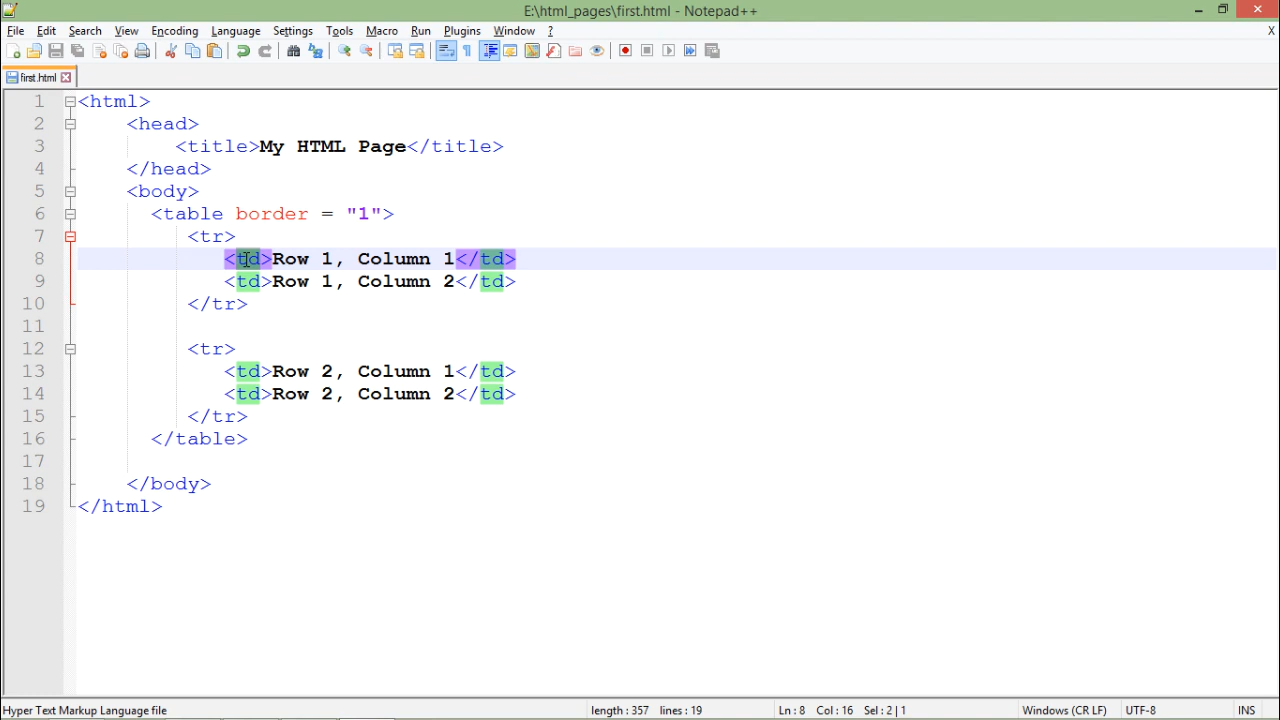 E:\html_pages\first.html - Notepad++
File Edit Search View Encoding Language Settings Tools Macro Run Plugins Window ? X
first.html
1 <html>
2 <head>
3 <title>My HTML Page</title>
4 </head>
5 <body>
6 <table border = "1">
7 <tr>
8 <td>Row 1, Column 1</td>
9 <td>Row 1, Column 2</td>
10 </tr>
11
12 <tr>
13 <td>Row 2, Column 1</td>
14 <td>Row 2, Column 2</td>
15 </tr>
16 </table>
17
18 </body>
19 </html>
Hyper Text Markup Language file length : 357 lines : 19 Ln : 8 Col : 16 Sel : 2 | 1 Windows (CR LF) UTF-8 INS